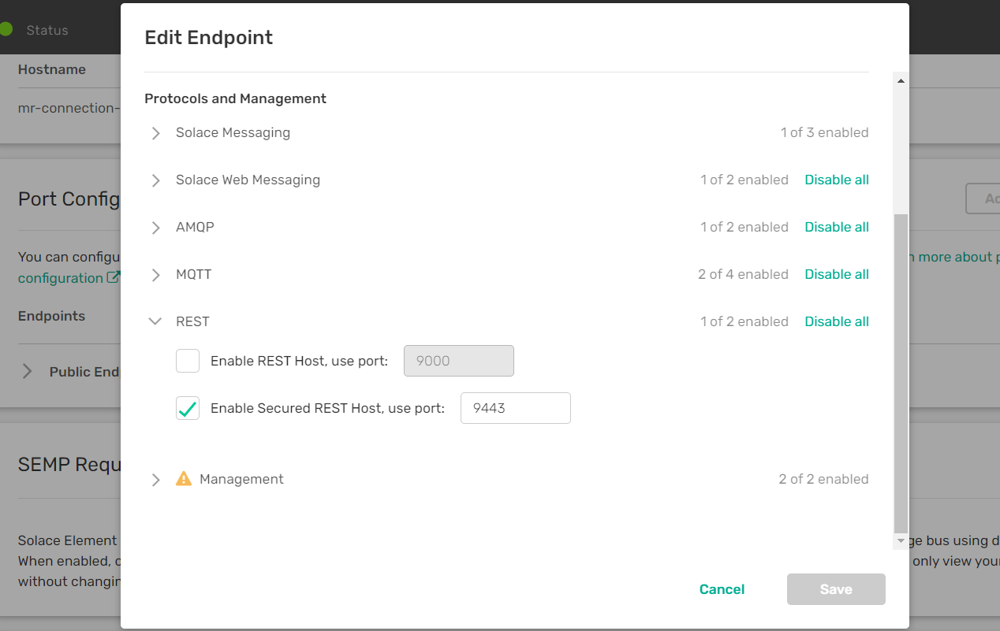 Status
Edit Endpoint
Hostname
mr-connection-
Protocols and Management
Solace Messaging 1 of 3 enabled
Solace Web Messaging 1 of 2 enabled Disable all
Port Config
AMQP 1 of 2 enabled Disable all
You can configu
more about
configuration
MQTT 2 of 4 enabled Disable all
Endpoints
REST 1 of 2 enabled Disable all
Enable REST Host, use port: 9000
Public End
Enable Secured REST Host, use port: 9443
SEMP Requ
Management 2 of 2 enabled
Solace Element
ge bus using d
When enabled, c
only view your
without changin
Cancel Save